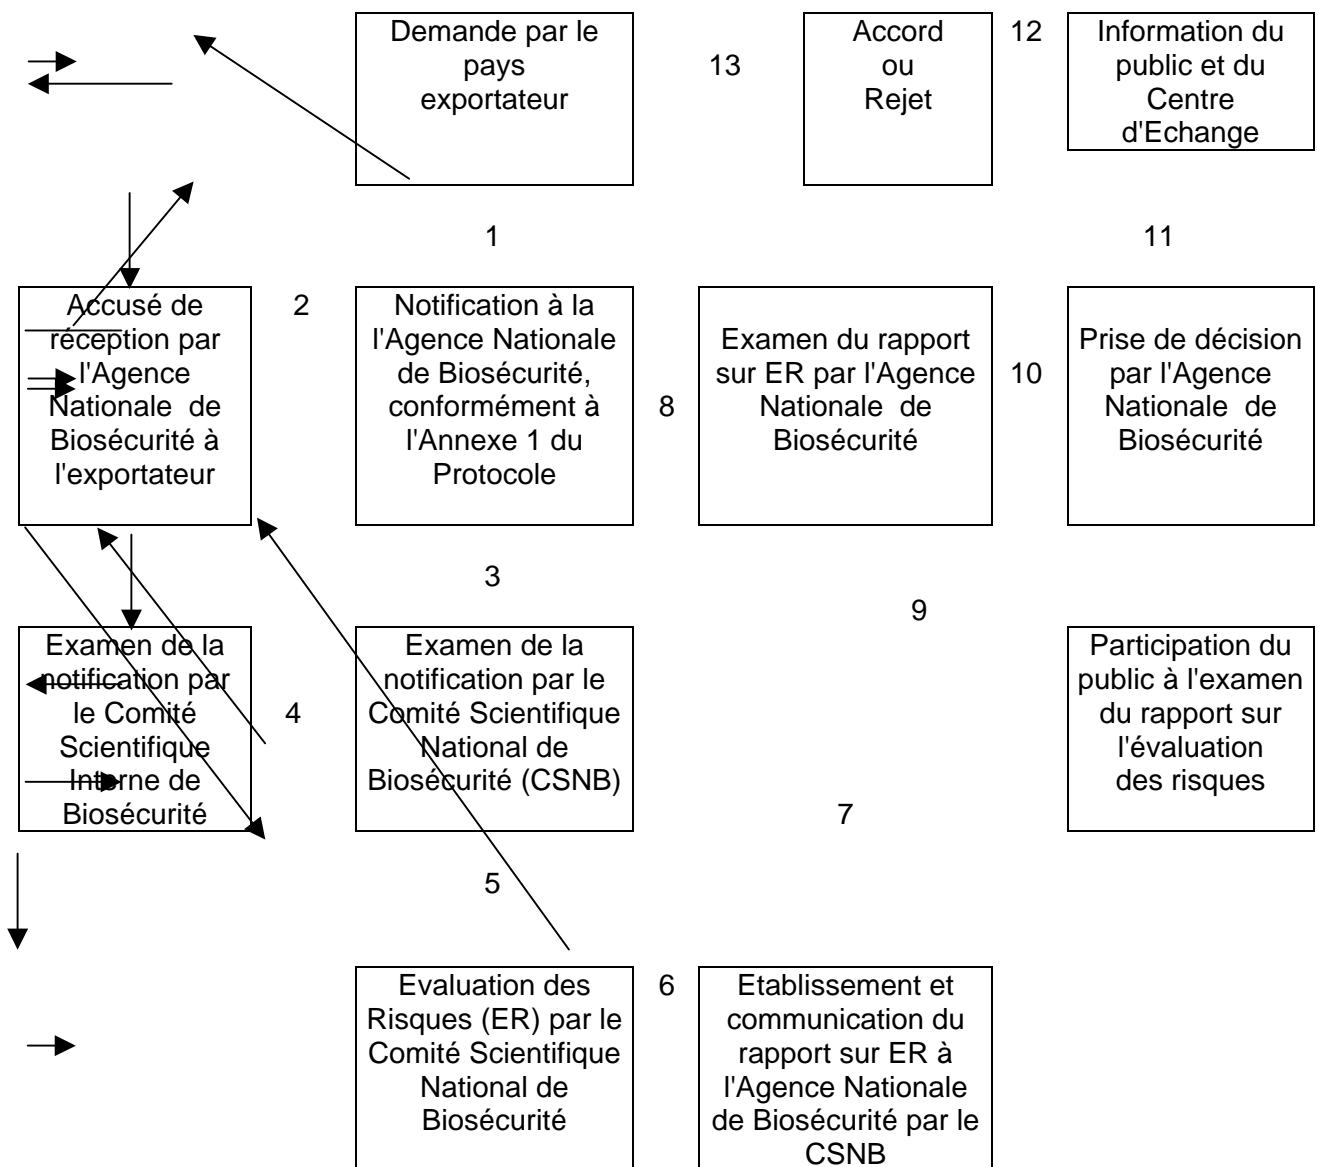 Demande par le
pays
exportateur
13
Accord
ou
Rejet
12
Information du
public et du
Centre
d'Echange
1
11
Accusé de
réception par
l'Agence
Nationale de
Biosécurité à
l'exportateur
2
Notification à la
l'Agence Nationale
de Biosécurité,
conformément à
l'Annexe 1 du
Protocole
8
Examen du rapport
sur ER par l'Agence
Nationale de
Biosécurité
10
Prise de décision
par l'Agence
Nationale de
Biosécurité
3
9
Examen de la
notification par
le Comité
Scientifique
Interne de
Biosécurité
4
Examen de la
notification par le
Comité Scientifique
National de
Biosécurité (CSNB)
Participation du
public à l'examen
du rapport sur
l'évaluation
des risques
7
5
Evaluation des
Risques (ER) par le
Comité Scientifique
National de
Biosécurité
6
Etablissement et
communication du
rapport sur ER à
l'Agence Nationale
de Biosécurité par le
CSNB